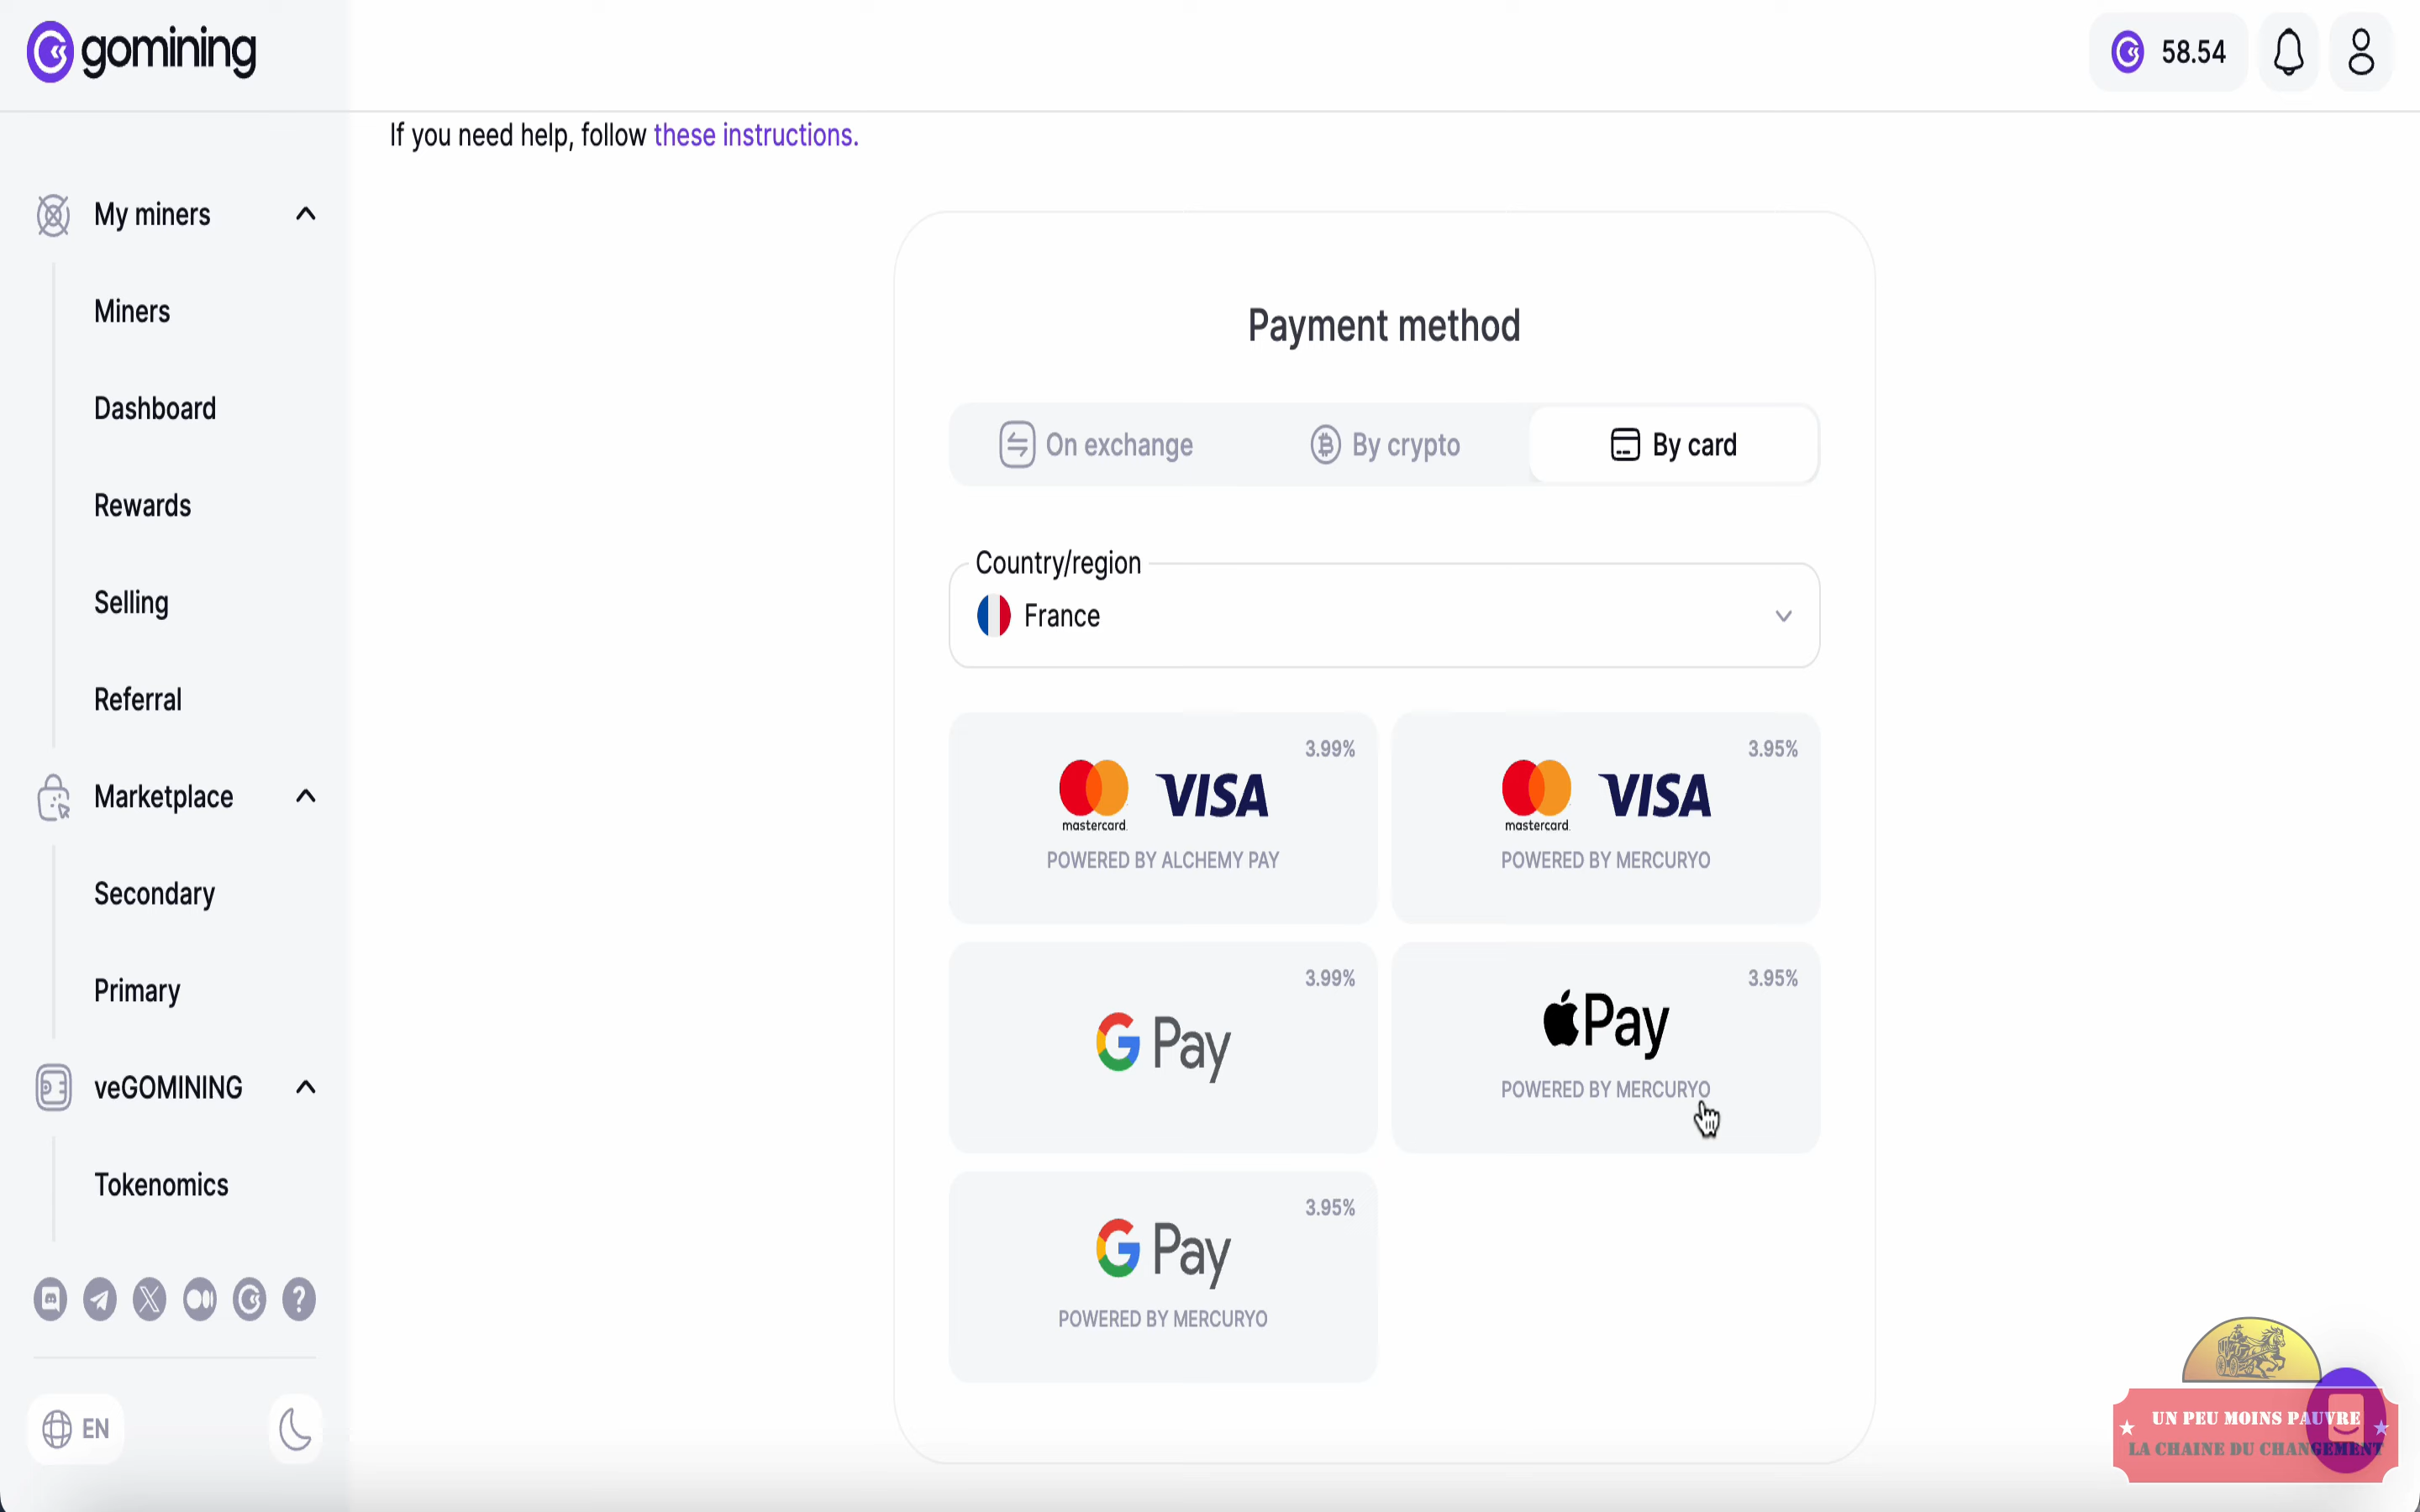 gomining
58.54
If you need help, follow these instructions.
My miners
Miners
Dashboard
Rewards
Selling
Referral
Marketplace
Secondary
Primary
veGOMINING
Tokenomics
EN
Payment method
On exchange
By crypto
By card
Country/region
France
3.99%
mastercard.
VISA
POWERED BY ALCHEMY PAY
3.95%
mastercard.
VISA
POWERED BY MERCURYO
3.99%
G Pay
3.95%
Pay
POWERED BY MERCURYO
3.95%
G Pay
POWERED BY MERCURYO
UN PEU MOINS PAUVRE
LA CHAINE DU CHANGEMENT